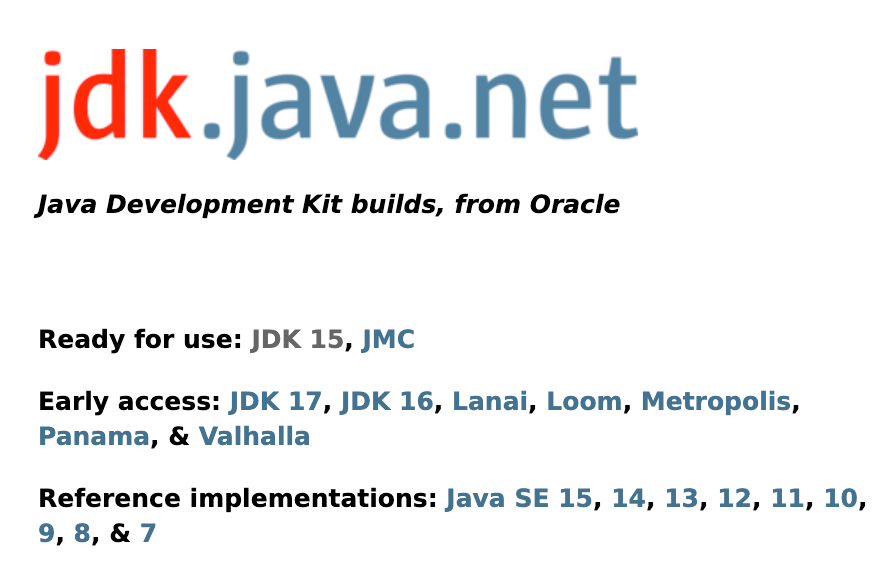 jdk.java.net
Java Development Kit builds, from Oracle
Ready for use: JDK 15, JMC
Early access: JDK 17, JDK 16, Lanai, Loom, Metropolis,
Panama, & Valhalla
Reference implementations: Java SE 15, 14, 13, 12, 11, 10,
9, 8, & 7